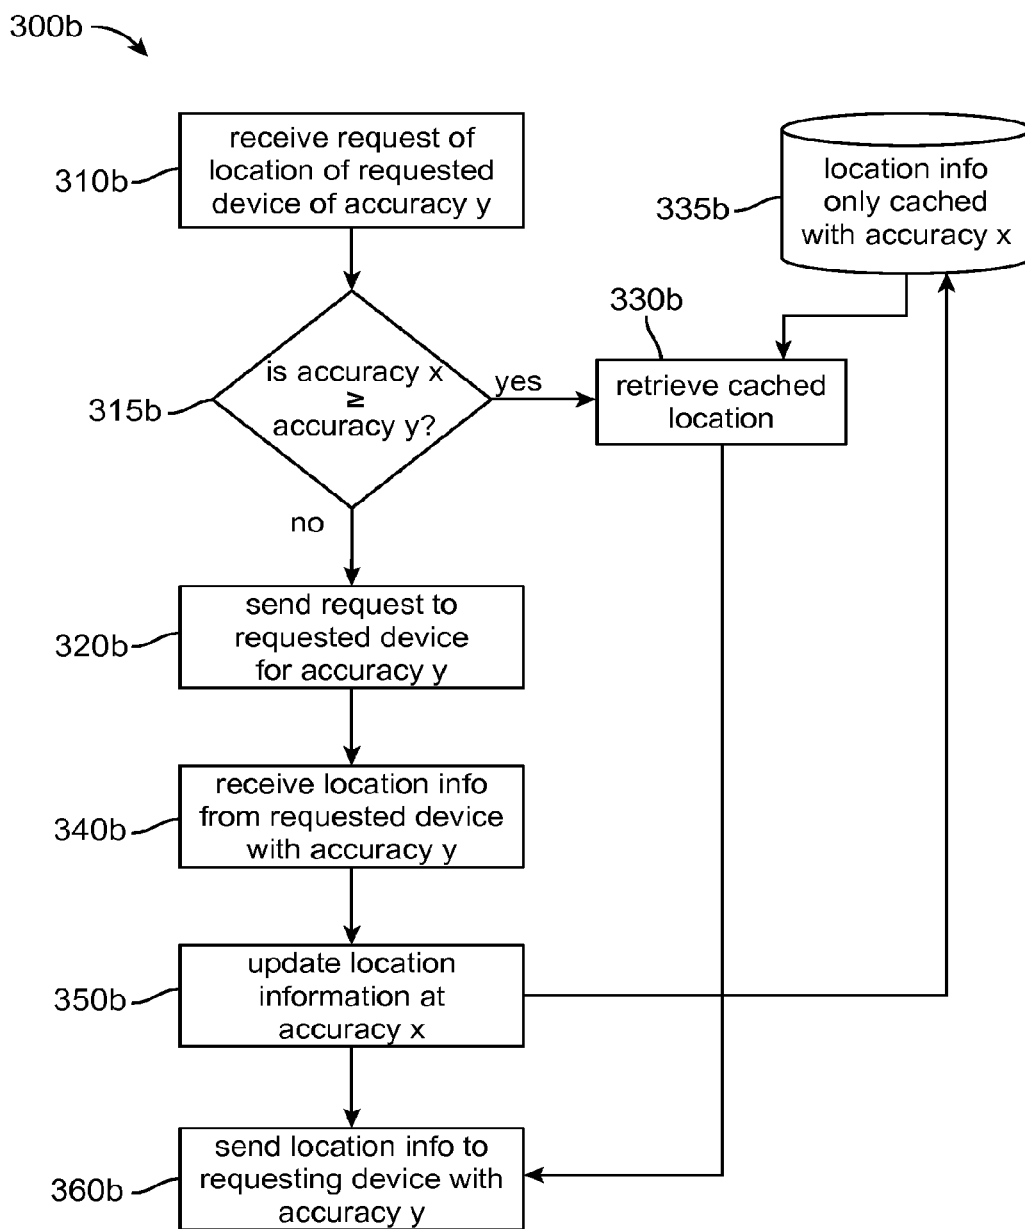 300b
310b
receive request of
location of requested
device of accuracy y
335b
location info
only cached
with accuracy x
315b
is accuracy x
≥
accuracy y?
yes
330b
retrieve cached
location
no
320b
send request to
requested device
for accuracy y
340b
receive location info
from requested device
with accuracy y
350b
update location
information at
accuracy x
360b
send location info to
requesting device with
accuracy y